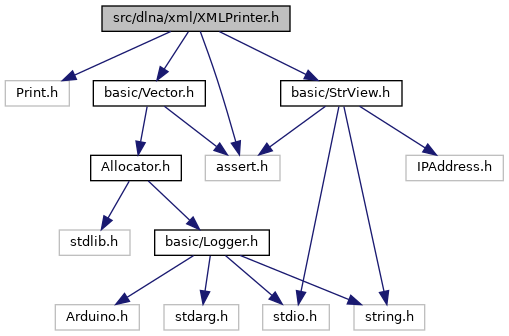 src/dlna/xml/XMLPrinter.h
Print.h
basic/Vector.h
basic/StrView.h
Allocator.h
assert.h
IPAddress.h
stdlib.h
basic/Logger.h
Arduino.h
stdarg.h
stdio.h
string.h